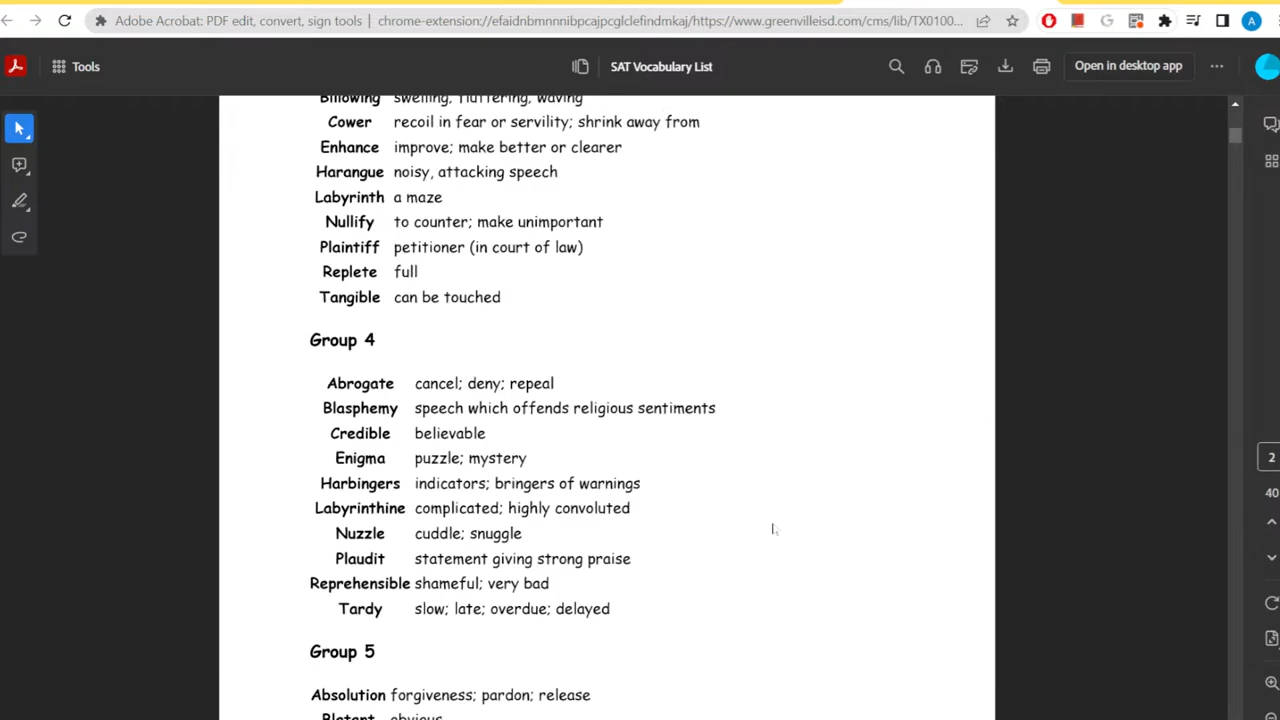 Adobe Acrobat: PDF edit, convert, sign tools | chrome-extension://efaidnbmnnnibpcajpcglclefindmkaj/https://www.greenvilleisd.com/cms/lib/TX0100...
G
A
Tools
SAT Vocabulary List
Open in desktop app
Billowing swelling, fluttering, waving
Cower recoil in fear or servility; shrink away from
Enhance improve; make better or clearer
Harangue noisy, attacking speech
Labyrinth a maze
Nullify to counter; make unimportant
Plaintiff petitioner (in court of law)
Replete full
Tangible can be touched
Group 4
Abrogate cancel; deny; repeal
Blasphemy speech which offends religious sentiments
Credible believable
Enigma puzzle; mystery
Harbingers indicators; bringers of warnings
Labyrinthine complicated; highly convoluted
Nuzzle cuddle; snuggle
Plaudit statement giving strong praise
Reprehensible shameful; very bad
Tardy slow; late; overdue; delayed
Group 5
Absolution forgiveness; pardon; release
Blatant obvious
2
40